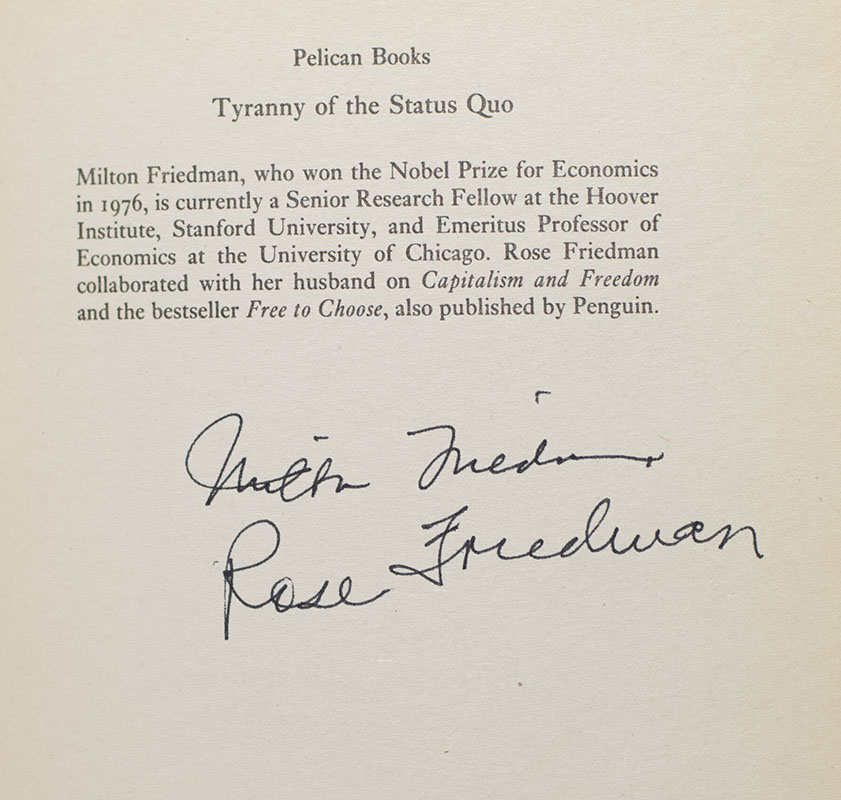 Pelican Books
Tyranny of the Status Quo
Milton Friedman, who won the Nobel Prize for Economics
in 1976, is currently a Senior Research Fellow at the Hoover
Institute, Stanford University, and Emeritus Professor of
Economics at the University of Chicago. Rose Friedman
collaborated with her husband on Capitalism and Freedom
and the bestseller Free to Choose, also published by Penguin.
Milton Friedman
Rose Friedman